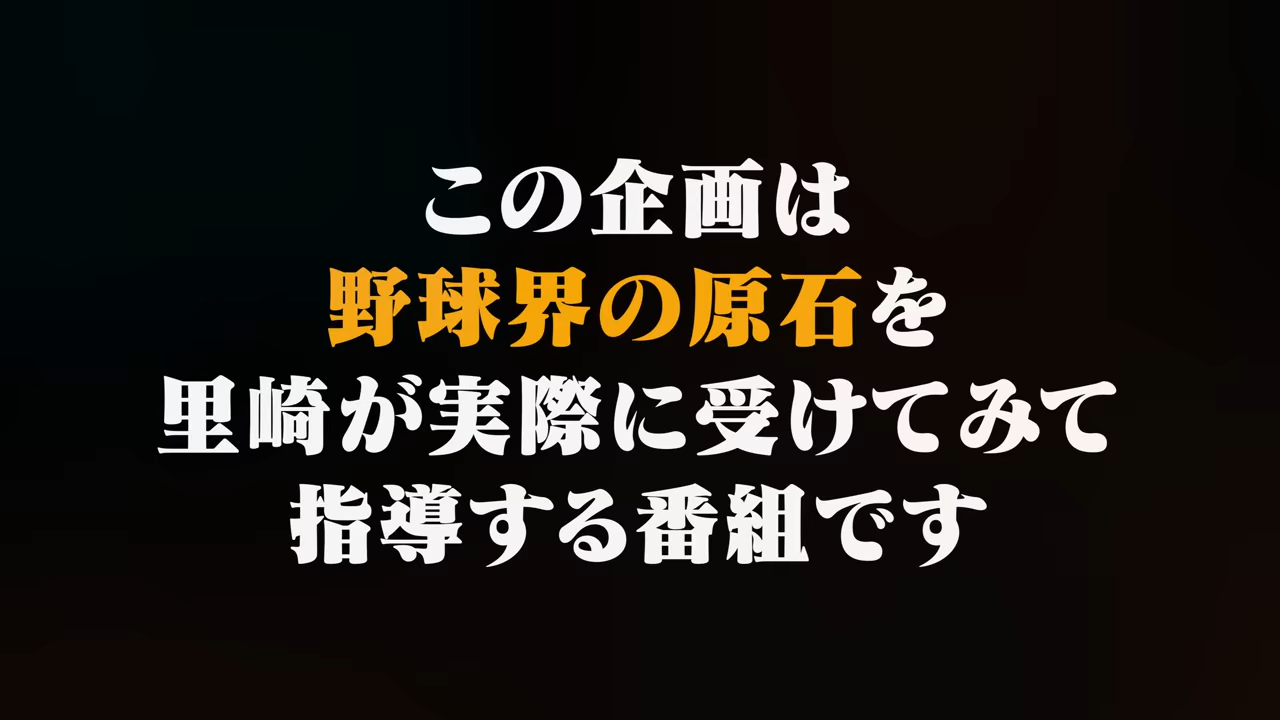 この企画は
野球界の原石を
里崎が実際に受けてみて
指導する番組です